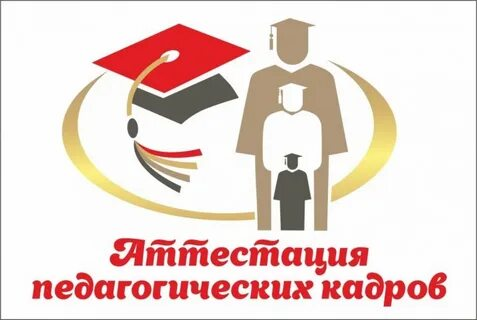 Аттестация
педагогических кадров